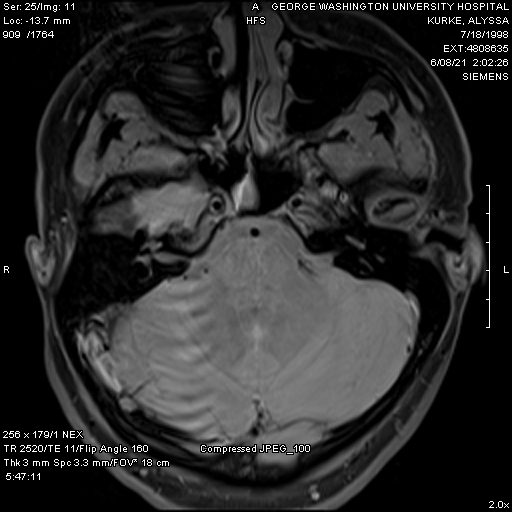 Ser: 25/Img: 11
Loc: -13.7 mm
909 /1764
A
HFS
GEORGE WASHINGTON UNIVERSITY HOSPITAL
KURKE, ALYSSA
7/18/1998
EXT:4808635
6/08/21 2:02:26
SIEMENS
R
L
256 x 179/1 NEX
TR 2520/TE 11/Flip Angle 160
Thk 3 mm Spc 3.3 mm/FOV* 18 cm
5:47:11
Compressed JPEG_100
2.0x